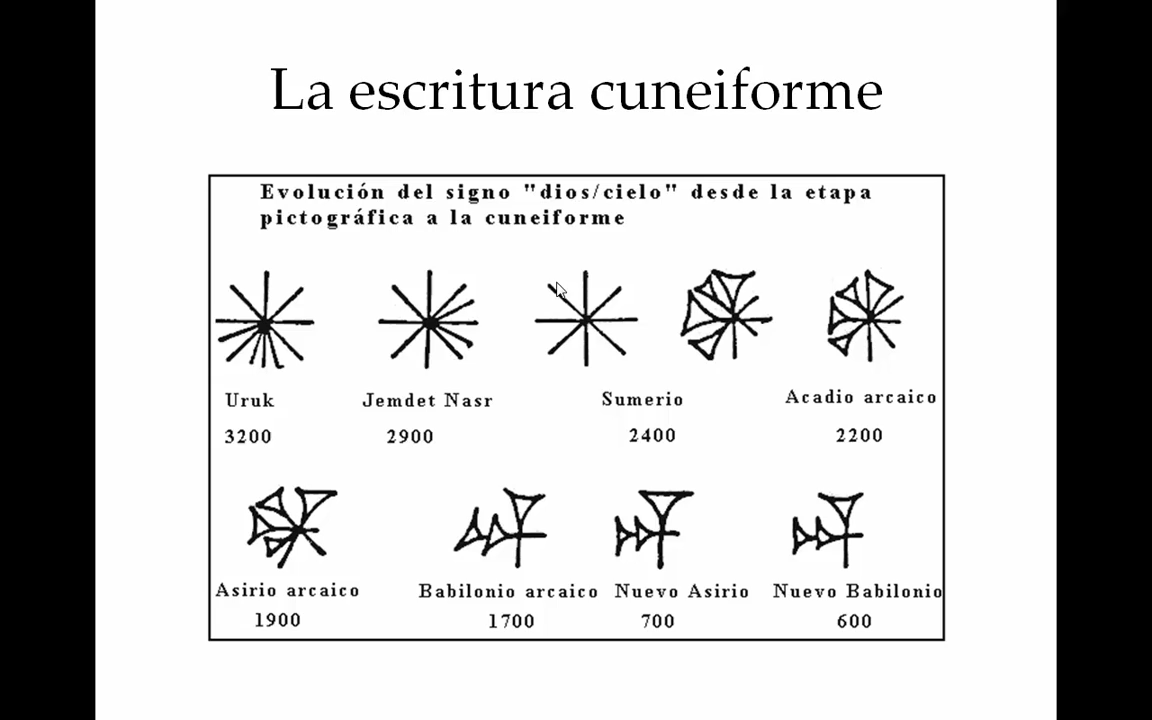 La escritura cuneiforme
Evolución del signo "dios/cielo" desde la etapa
pictográfica a la cuneiforme
Uruk Jemdet Nasr Sumerio Acadio arcaico
3200 2900 2400 2200
Asirio arcaico Babilonio arcaico Nuevo Asirio Nuevo Babilonio
1900 1700 700 600